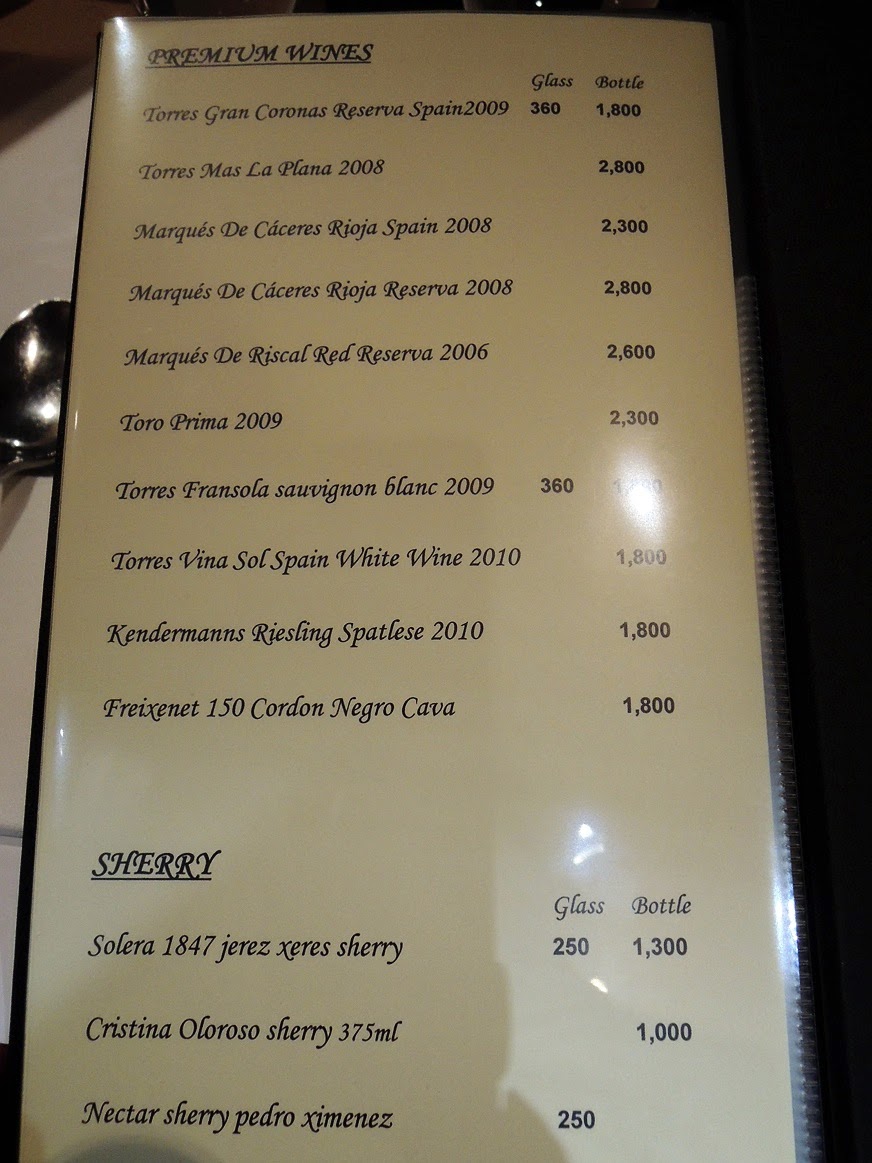 PREMIUM WINES
Glass Bottle
Torres Gran Coronas Reserva Spain2009 360 1,800
Torres Mas La Plana 2008 2,800
Marqués De Cáceres Rioja Spain 2008 2,300
Marqués De Cáceres Rioja Reserva 2008 2,800
Marqués De Riscal Red Reserva 2006 2,600
Toro Prima 2009 2,300
Torres Fransola sauvignon blanc 2009 360
Torres Vina Sol Spain White Wine 2010 1,800
Kendermanns Riesling Spatlese 2010 1,800
Freixenet 150 Cordon Negro Cava 1,800
SHERRY
Glass Bottle
Solera 1847 jerez xeres sherry 250 1,300
Cristina Oloroso sherry 375ml 1,000
Nectar sherry pedro ximenez 250